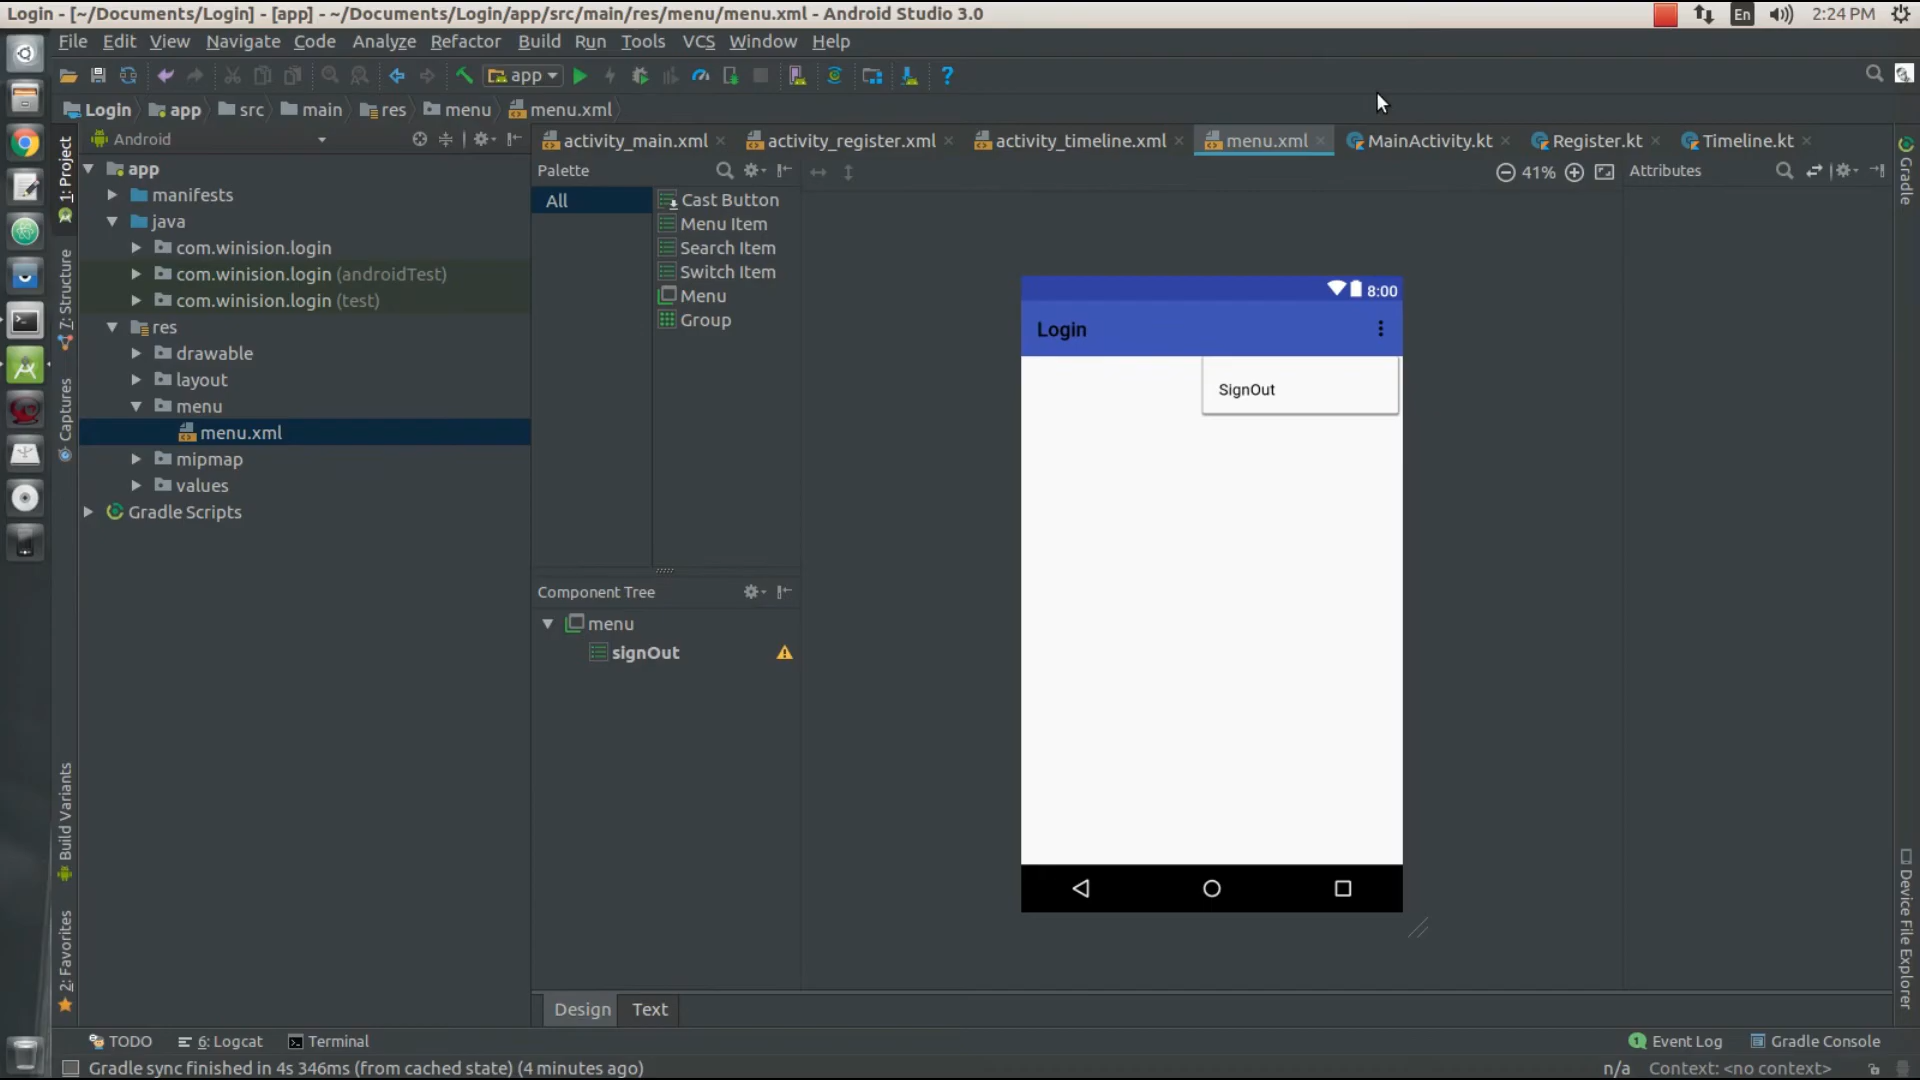 Login - [~/Documents/Login] - [app] - ~/Documents/Login/app/src/main/res/menu/menu.xml - Android Studio 3.0
En
2:24 PM
File Edit View Navigate Code Analyze Refactor Build Run Tools VCS Window Help
app
Login app src main res menu menu.xml
Android
activity_main.xml activity_register.xml activity_timeline.xml menu.xml MainActivity.kt Register.kt Timeline.kt
1: Project
7: Structure
Captures
Build Variants
2: Favorites
app
manifests
java
com.winision.login
com.winision.login (androidTest)
com.winision.login (test)
res
drawable
layout
menu
menu.xml
mipmap
values
Gradle Scripts
Palette
All
Cast Button
Menu Item
Search Item
Switch Item
Menu
Group
Component Tree
menu
signOut
41%
Attributes
8:00
Login
SignOut
Gradle
Device File Explorer
Design Text
TODO 6: Logcat Terminal
1 Event Log Gradle Console
Gradle sync finished in 4s 346ms (from cached state) (4 minutes ago)
n/a Context: <no context>